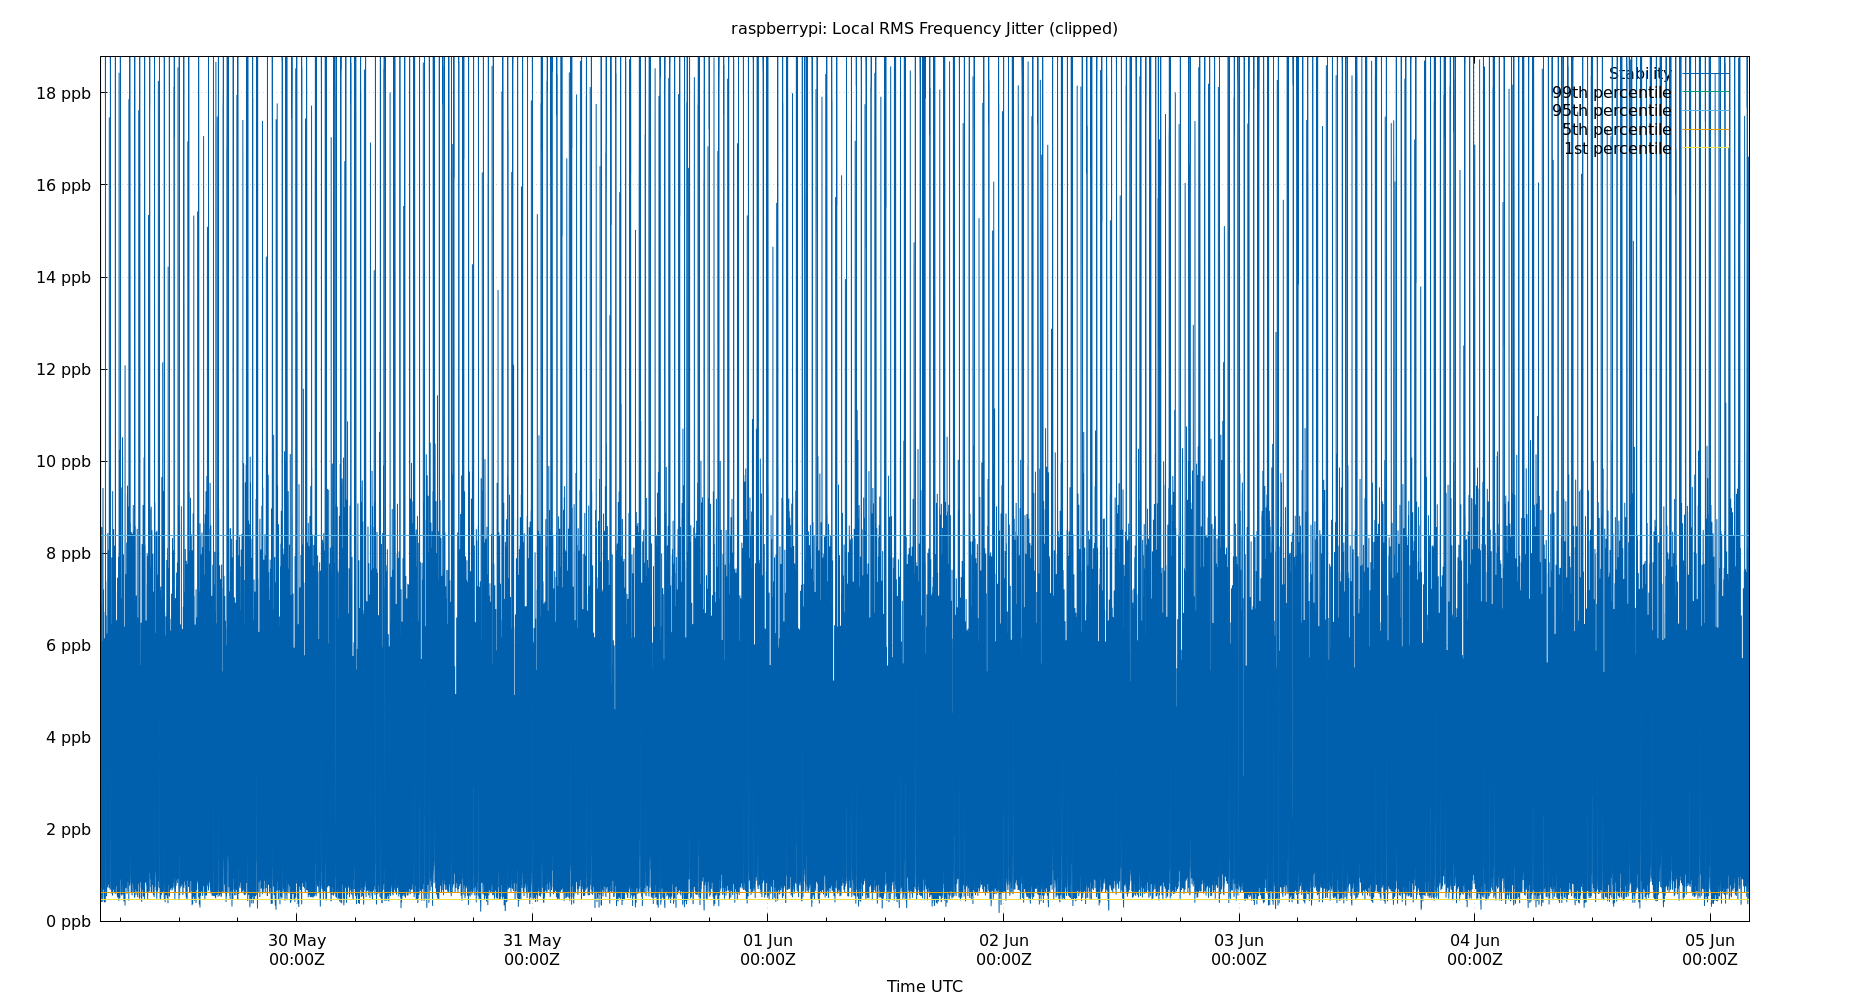 raspberrypi: Local RMS Frequency Jitter (clipped)
Stability
99th percentile
95th percentile
5th percentile
1st percentile
18 ppb
16 ppb
14 ppb
12 ppb
10 ppb
8 ppb
6 ppb
4 ppb
2 ppb
0 ppb
30 May 31 May 01 Jun 02 Jun 03 Jun 04 Jun 05 Jun
00:00Z 00:00Z 00:00Z 00:00Z 00:00Z 00:00Z 00:00Z
Time UTC